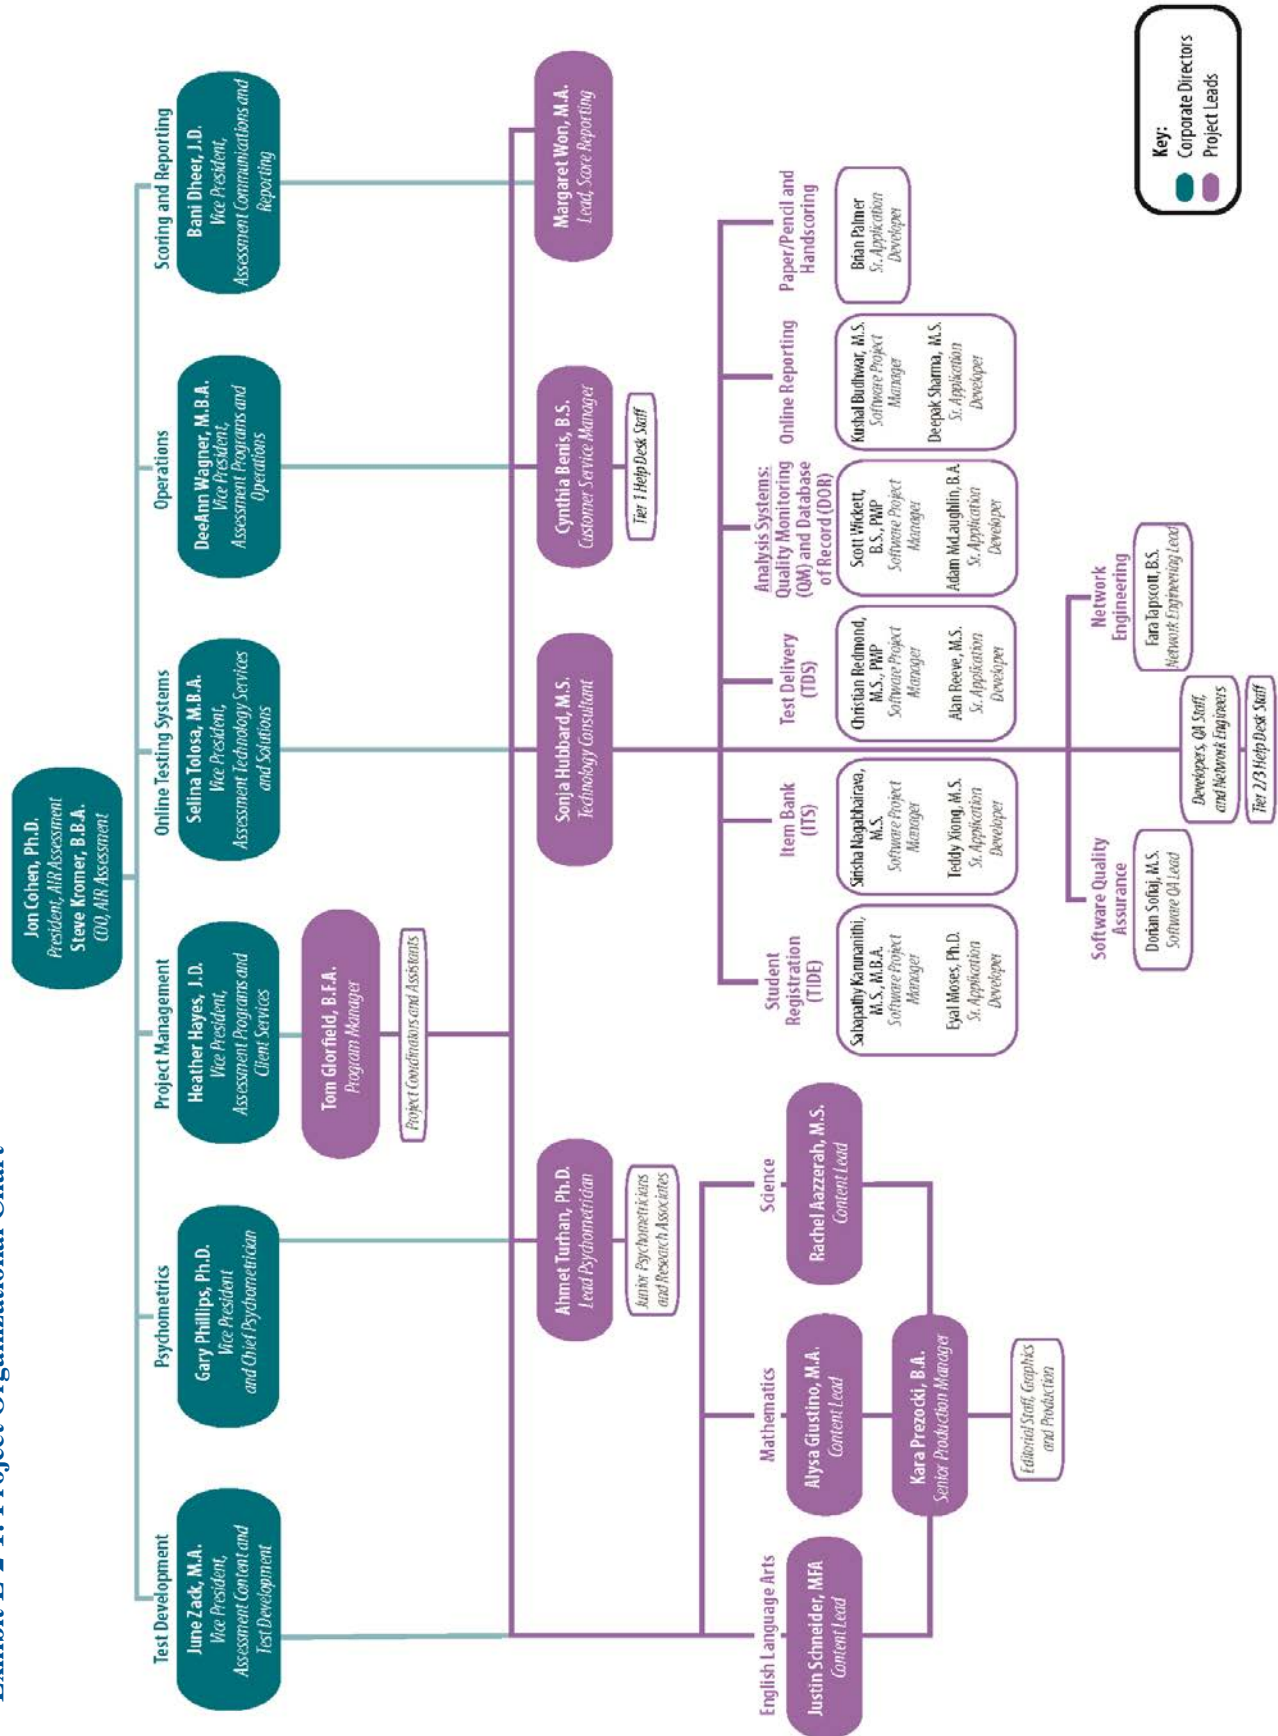 Jon Cohen, Ph.D.
President, AIR Assessment
Steve Kromer, B.B.A.
COO, AIR Assessment
Test Development
June Zack, M.A.
Vice President,
Assessment Content and
Test Development
Psychometrics
Gary Phillips, Ph.D.
Vice President
and Chief Psychometrician
Project Management
Heather Hayes, J.D.
Vice President,
Assessment Programs and
Client Services
Online Testing Systems
Selina Tolosa, M.B.A.
Vice President,
Assessment Technology Services
and Solutions
Operations
DeeAnn Wagner, M.B.A.
Vice President,
Assessment Programs and
Operations
Scoring and Reporting
Bani Dheer, J.D.
Vice President,
Assessment Communications and
Reporting
Tom Glorfield, B.F.A.
Program Manager
Project Coordinators and Assistants
Ahmet Turhan, Ph.D.
Lead Psychometrician
Junior Psychometricians
and Research Associates
Sonja Hubbard, M.S.
Technology Consultant
Cynthia Benis, B.S.
Customer Service Manager
Tier 1 Help Desk Staff
Margaret Won, M.A.
Lead, Score Reporting
English Language Arts
Justin Schneider, MFA
Content Lead
Mathematics
Alysa Giustino, M.A.
Content Lead
Science
Rachel Aazzerah, M.S.
Content Lead
Kara Prezocki, B.A.
Senior Production Manager
Editorial Staff, Graphics
and Production
Student
Registration
(TIDE)
Sabapathy Karunanithi,
M.S., M.B.A.
Software Project
Manager
Eyal Moses, Ph.D.
Sr. Application
Developer
Item Bank
(ITS)
Sirisha Nagabhairava,
M.S.
Software Project
Manager
Teddy Xiong, M.S.
Sr. Application
Developer
Test Delivery
(TDS)
Christian Redmond,
M.S., PMP
Software Project
Manager
Alan Reeve, M.S.
Sr. Application
Developer
Analysis Systems:
Quality Monitoring
(QM) and Database
of Record (DOR)
Scott Wickett,
B.S., PMP
Software Project
Manager
Adam McLaughlin, B.A.
Sr. Application
Developer
Online Reporting
Kushal Budhwar, M.S.
Software Project
Manager
Deepak Sharma, M.S.
Sr. Application
Developer
Paper/Pencil and
Handscoring
Brian Palmer
Sr. Application
Developer
Software Quality
Assurance
Dorian Sofiaj, M.S.
Software QA Lead
Network
Engineering
Fara Tapscott, B.S.
Network Engineering Lead
Developers, QA Staff,
and Network Engineers
Tier 2/3 Help Desk Staff
Key:
Corporate Directors
Project Leads